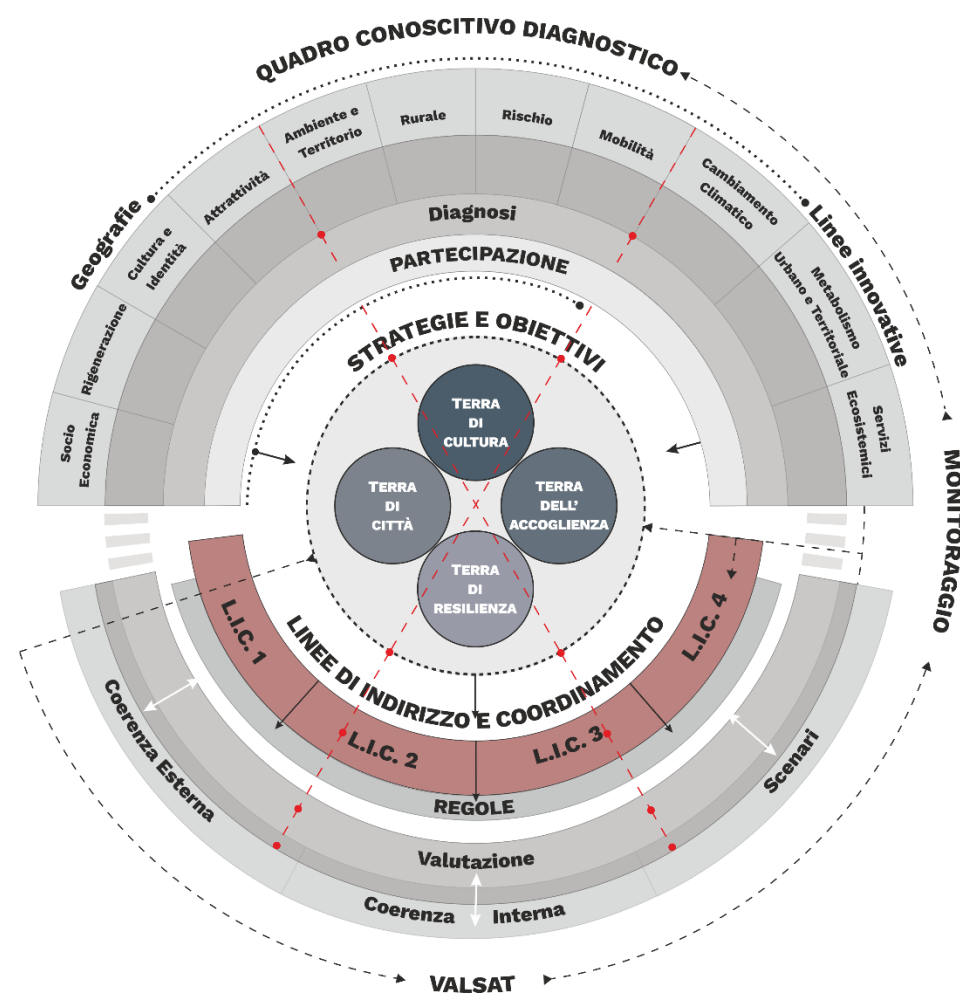 QUADRO CONOSCITIVO DIAGNOSTICO
Geografie
Linee innovative
Socio
Economica
Rigenerazione
Cultura e
Identità
Attrattività
Ambiente e
Territorio
Rurale
Rischio
Mobilità
Cambiamento
Climatico
Metabolismo
Urbano e Territoriale
Servizi
Ecosistemici
Diagnosi
PARTECIPAZIONE
STRATEGIE E OBIETTIVI
TERRA
DI
CULTURA
TERRA
DI
CITTÀ
TERRA
DELL'
ACCOGLIENZA
TERRA
DI
RESILIENZA
MONITORAGGIO
LINEE DI INDIRIZZO E COORDINAMENTO
L.I.C. 1
L.I.C. 2
L.I.C. 3
L.I.C. 4
REGOLE
Valutazione
Coerenza Esterna
Coerenza Interna
Scenari
VALSAT